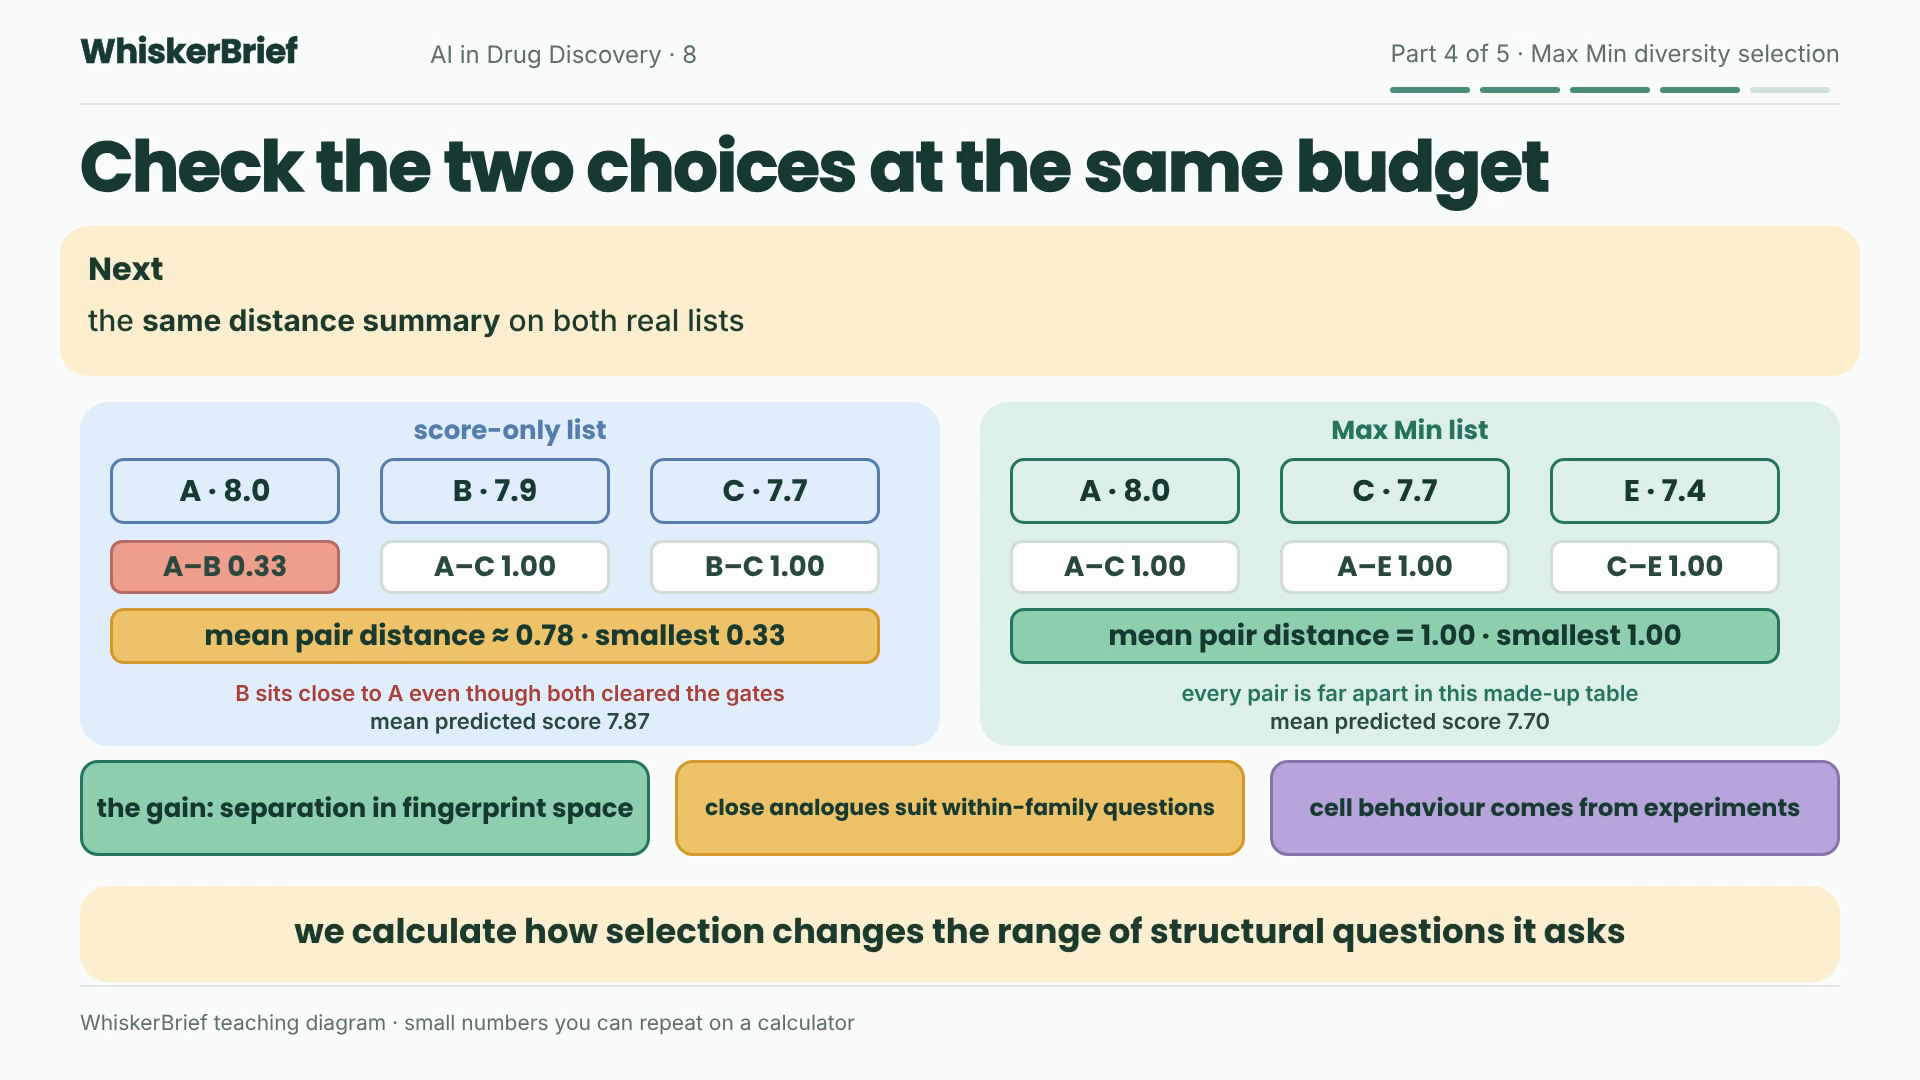 WhiskerBrief
AI in Drug Discovery · 8
Part 4 of 5 · Max Min diversity selection
Check the two choices at the same budget
Next
the same distance summary on both real lists
score-only list
A · 8.0
B · 7.9
C · 7.7
A–B 0.33
A–C 1.00
B–C 1.00
mean pair distance ≈ 0.78 · smallest 0.33
B sits close to A even though both cleared the gates
mean predicted score 7.87
Max Min list
A · 8.0
C · 7.7
E · 7.4
A–C 1.00
A–E 1.00
C–E 1.00
mean pair distance = 1.00 · smallest 1.00
every pair is far apart in this made-up table
mean predicted score 7.70
the gain: separation in fingerprint space
close analogues suit within-family questions
cell behaviour comes from experiments
we calculate how selection changes the range of structural questions it asks
WhiskerBrief teaching diagram · small numbers you can repeat on a calculator